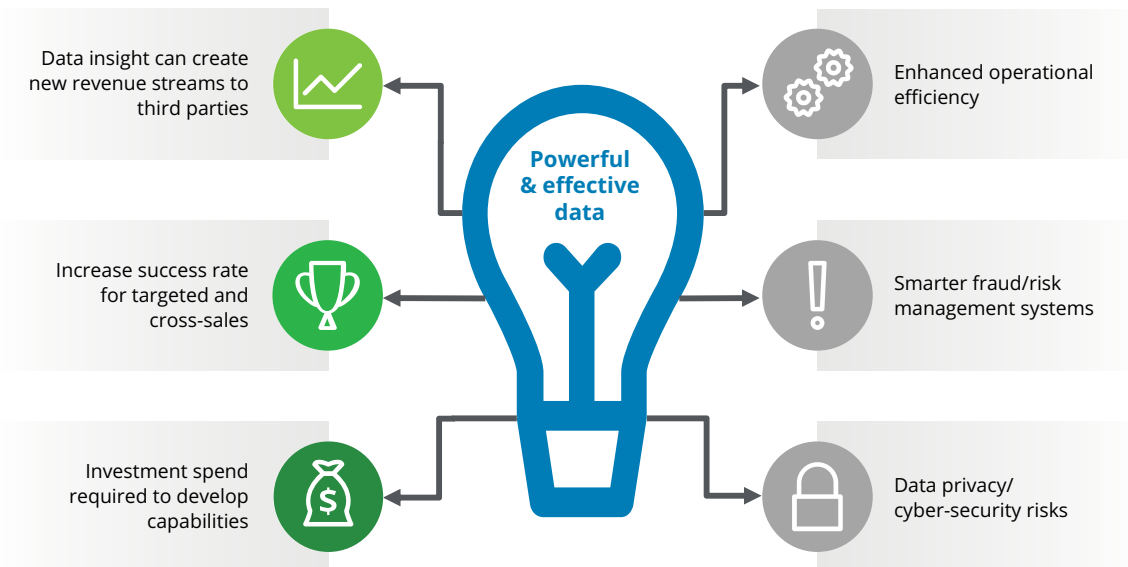 Data insight can create
new revenue streams to
third parties
Increase success rate
for targeted and
cross-sales
Investment spend
required to develop
capabilities
$
Powerful
& effective
data
Enhanced operational
efficiency
Smarter fraud/risk
management systems
Data privacy/
cyber-security risks